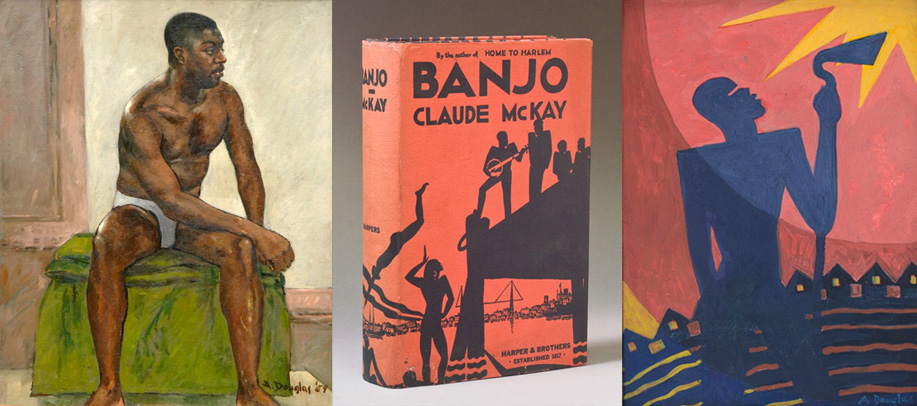 A. Douglas '59
By the author of HOME TO HARLEM
BANJO
CLAUDE McKAY
HARPER & BROTHERS
· ESTABLISHED 1817 ·
BANJO
-
McKAY
HARPERS
A. Douglas